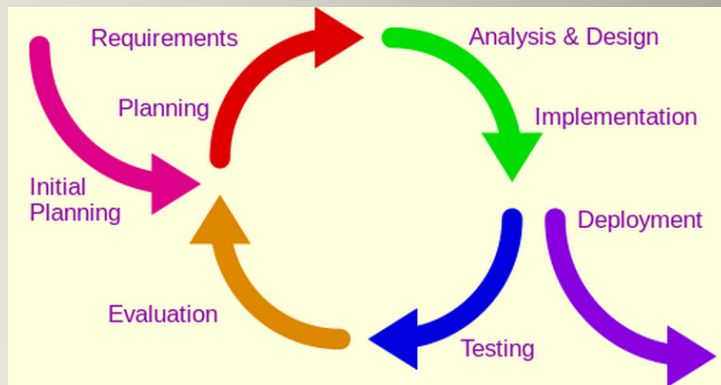 Requirements
Analysis & Design
Planning
Implementation
Initial
Planning
Deployment
Evaluation
Testing